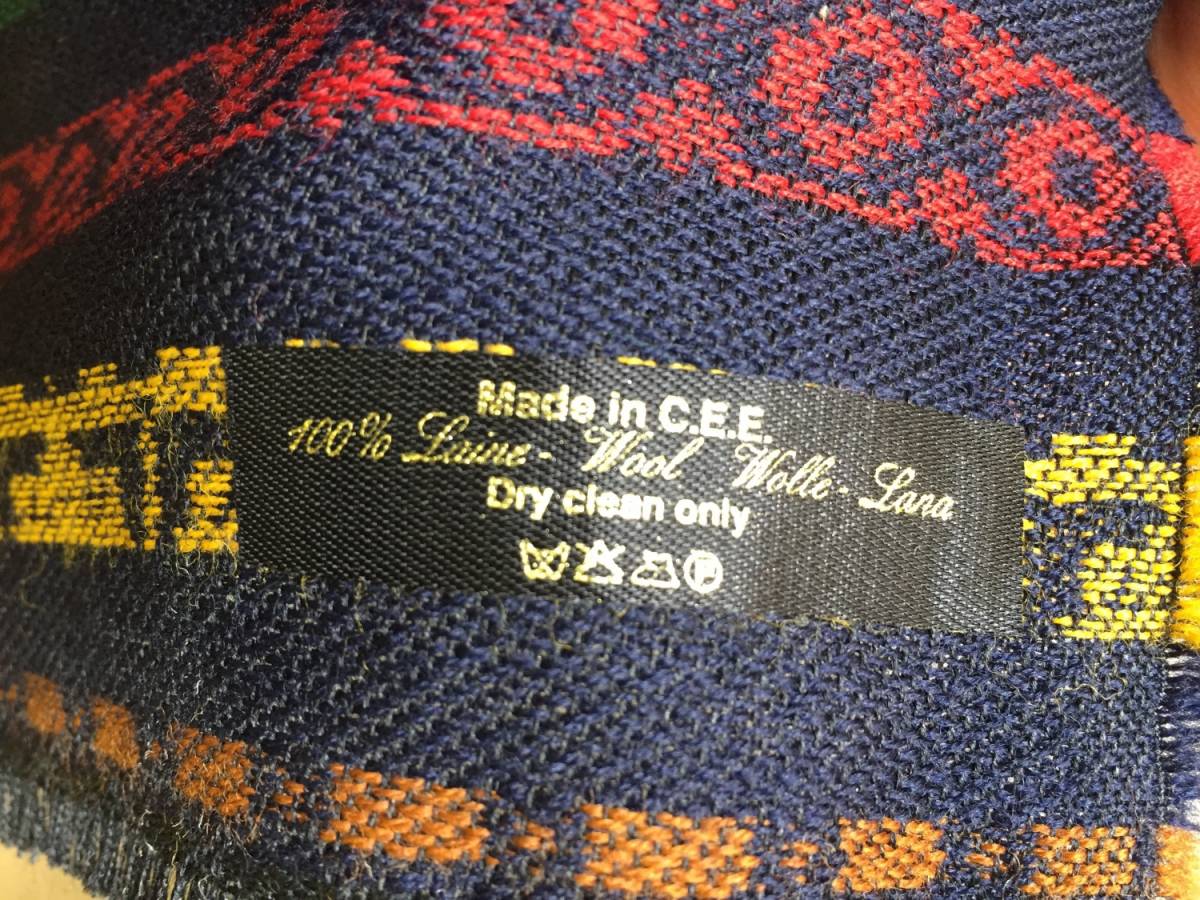 Made in C.E.E.
100% Laine - Wool Wolle - Lana
Dry clean only
P